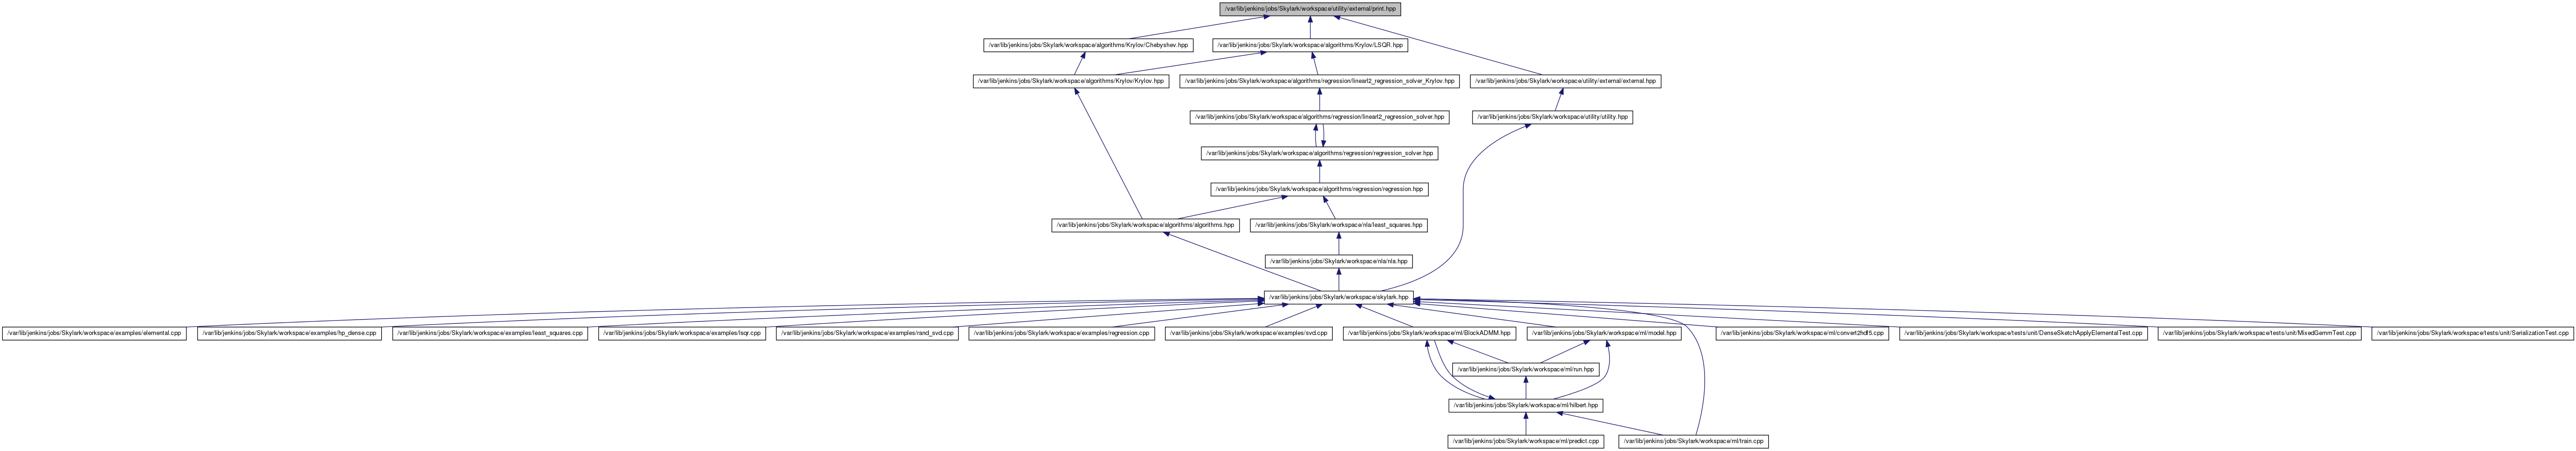 /var/lib/jenkins/jobs/Skylark/workspace/utility/external/print.hpp
/var/lib/jenkins/jobs/Skylark/workspace/algorithms/Krylov/Chebyshev.hpp
/var/lib/jenkins/jobs/Skylark/workspace/algorithms/Krylov/LSQR.hpp
/var/lib/jenkins/jobs/Skylark/workspace/algorithms/Krylov/Krylov.hpp
/var/lib/jenkins/jobs/Skylark/workspace/algorithms/regression/linearl2_regression_solver_Krylov.hpp
/var/lib/jenkins/jobs/Skylark/workspace/utility/external/external.hpp
/var/lib/jenkins/jobs/Skylark/workspace/algorithms/regression/linearl2_regression_solver.hpp
/var/lib/jenkins/jobs/Skylark/workspace/utility/utility.hpp
/var/lib/jenkins/jobs/Skylark/workspace/algorithms/regression/regression_solver.hpp
/var/lib/jenkins/jobs/Skylark/workspace/algorithms/regression/regression.hpp
/var/lib/jenkins/jobs/Skylark/workspace/algorithms/algorithms.hpp
/var/lib/jenkins/jobs/Skylark/workspace/nla/least_squares.hpp
/var/lib/jenkins/jobs/Skylark/workspace/nla/nla.hpp
/var/lib/jenkins/jobs/Skylark/workspace/skylark.hpp
/var/lib/jenkins/jobs/Skylark/workspace/examples/elemental.cpp
/var/lib/jenkins/jobs/Skylark/workspace/examples/hp_dense.cpp
/var/lib/jenkins/jobs/Skylark/workspace/examples/least_squares.cpp
/var/lib/jenkins/jobs/Skylark/workspace/examples/lsqr.cpp
/var/lib/jenkins/jobs/Skylark/workspace/examples/rand_svd.cpp
/var/lib/jenkins/jobs/Skylark/workspace/examples/regression.cpp
/var/lib/jenkins/jobs/Skylark/workspace/examples/svd.cpp
/var/lib/jenkins/jobs/Skylark/workspace/ml/BlockADMM.hpp
/var/lib/jenkins/jobs/Skylark/workspace/ml/model.hpp
/var/lib/jenkins/jobs/Skylark/workspace/ml/convert2hdf5.cpp
/var/lib/jenkins/jobs/Skylark/workspace/tests/unit/DenseSketchApplyElementalTest.cpp
/var/lib/jenkins/jobs/Skylark/workspace/tests/unit/MixedGemmTest.cpp
/var/lib/jenkins/jobs/Skylark/workspace/tests/unit/SerializationTest.cpp
/var/lib/jenkins/jobs/Skylark/workspace/ml/run.hpp
/var/lib/jenkins/jobs/Skylark/workspace/ml/hilbert.hpp
/var/lib/jenkins/jobs/Skylark/workspace/ml/predict.cpp
/var/lib/jenkins/jobs/Skylark/workspace/ml/train.cpp